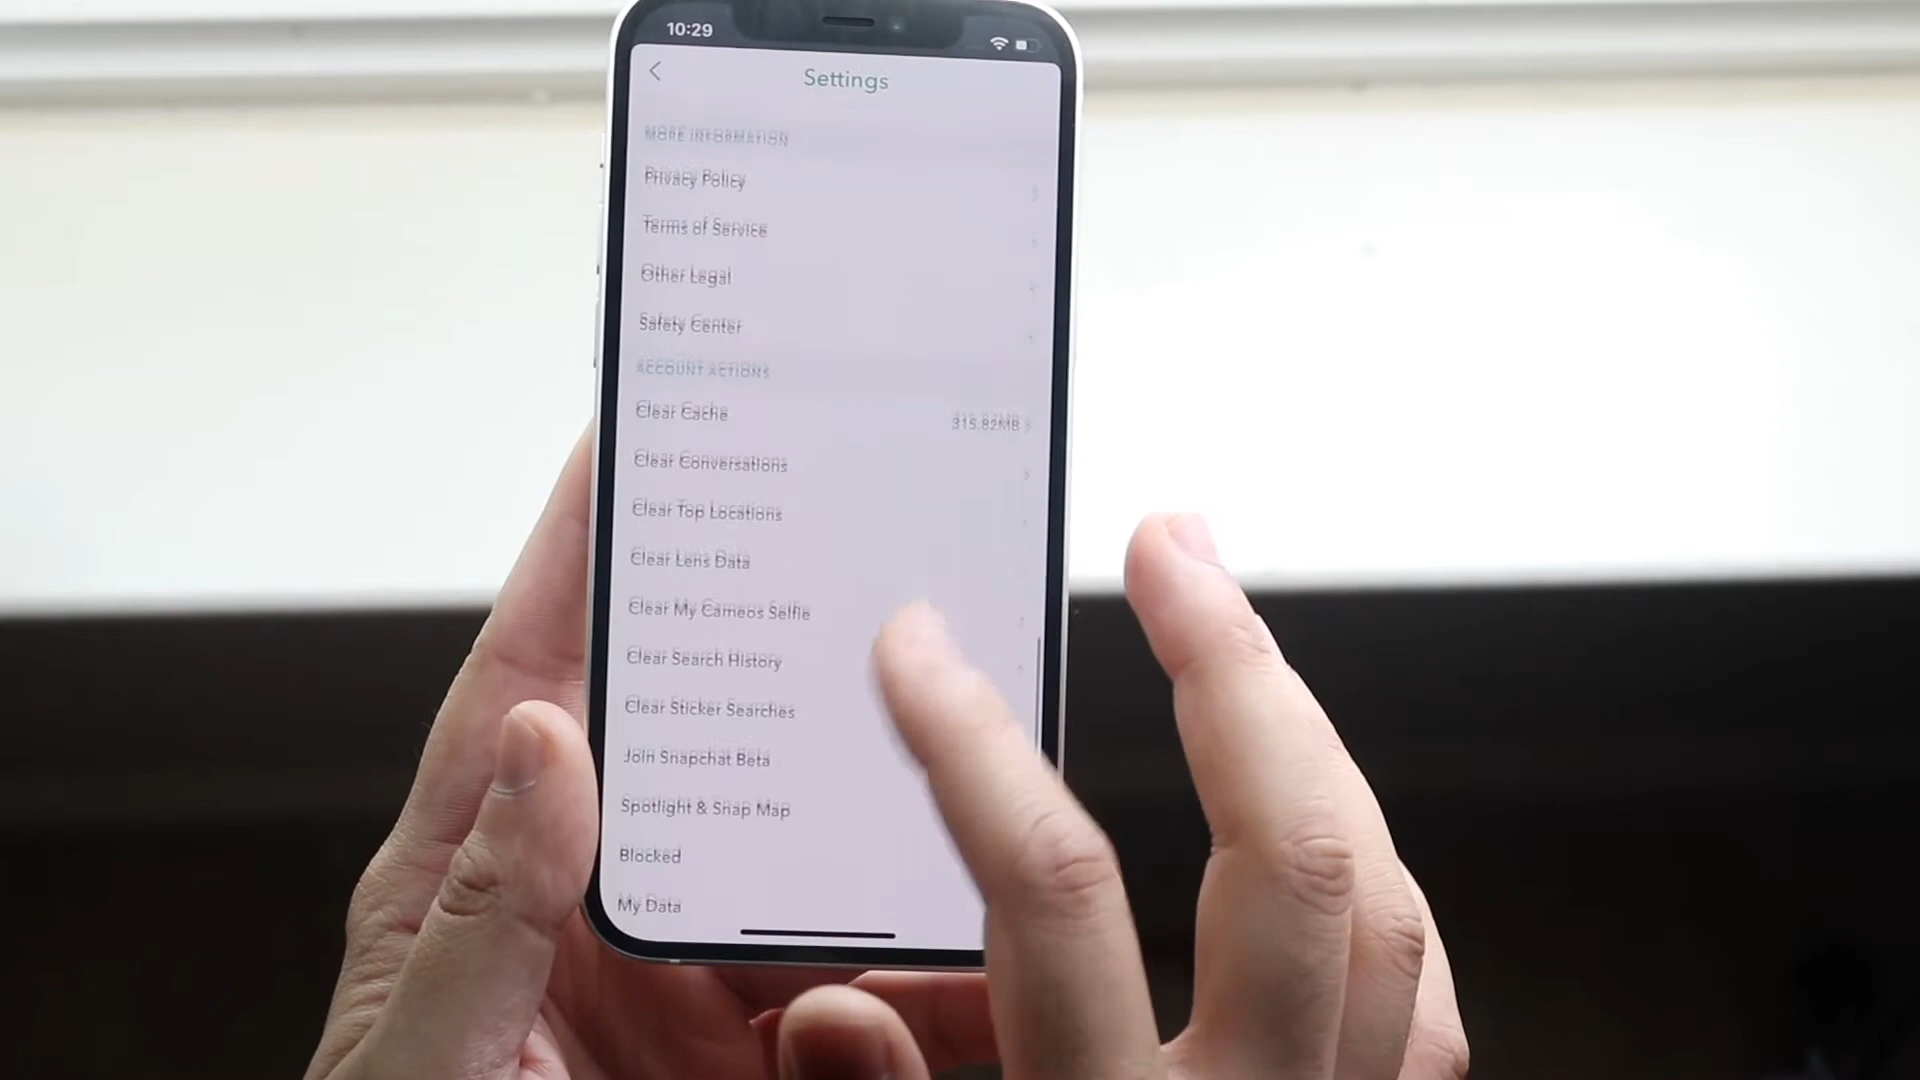 10:29
Settings
MORE INFORMATION
Privacy Policy
Terms of Service
Other Legal
Safety Center
ACCOUNT ACTIONS
Clear Cache 315.82MB
Clear Conversations
Clear Top Locations
Clear Lens Data
Clear My Cameos Selfie
Clear Search History
Clear Sticker Searches
Join Snapchat Beta
Spotlight & Snap Map
Blocked
My Data